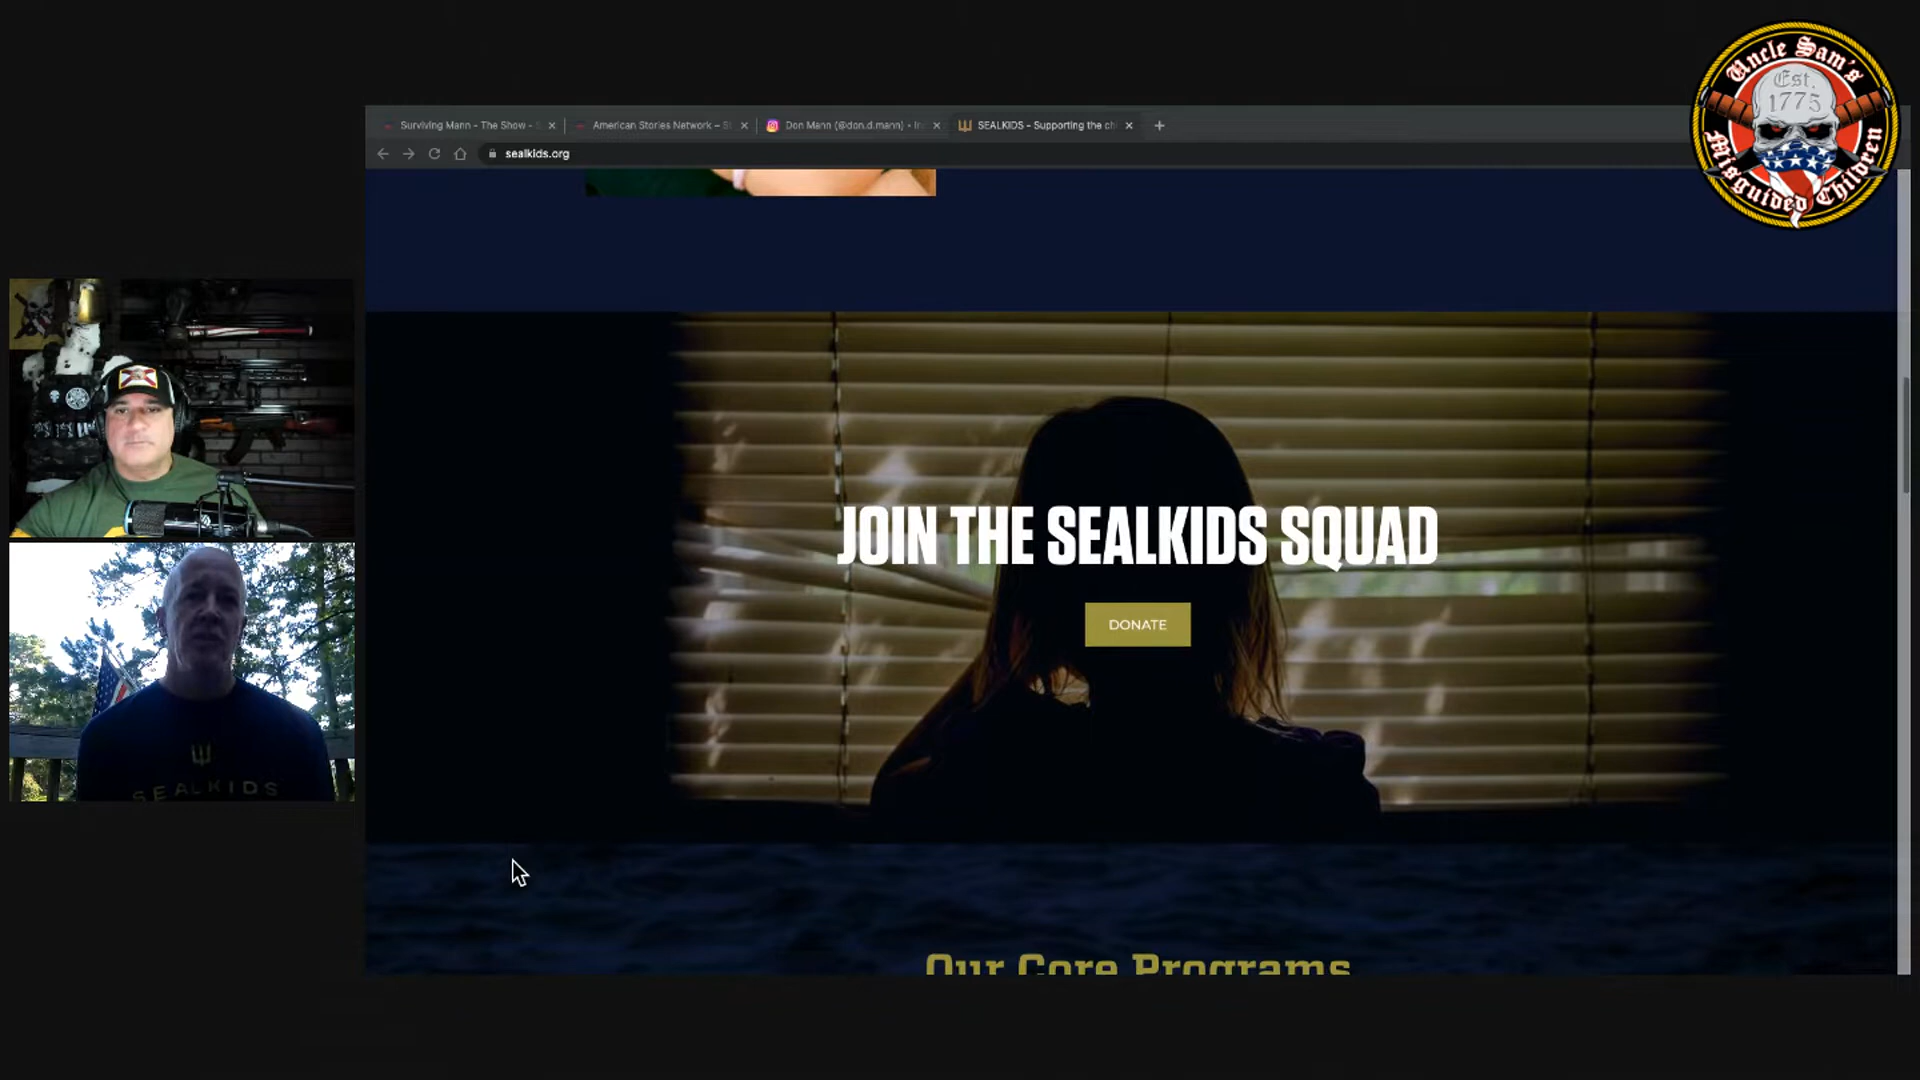 Surviving Mann - The Show - S
American Stories Network – S
Don Mann (@don.d.mann) • In
SEALKIDS - Supporting the ch
sealkids.org
Uncle Sam's
Est.
1775
Misguided Children
JOIN THE SEALKIDS SQUAD
DONATE
SEALKIDS
Our Core Programs